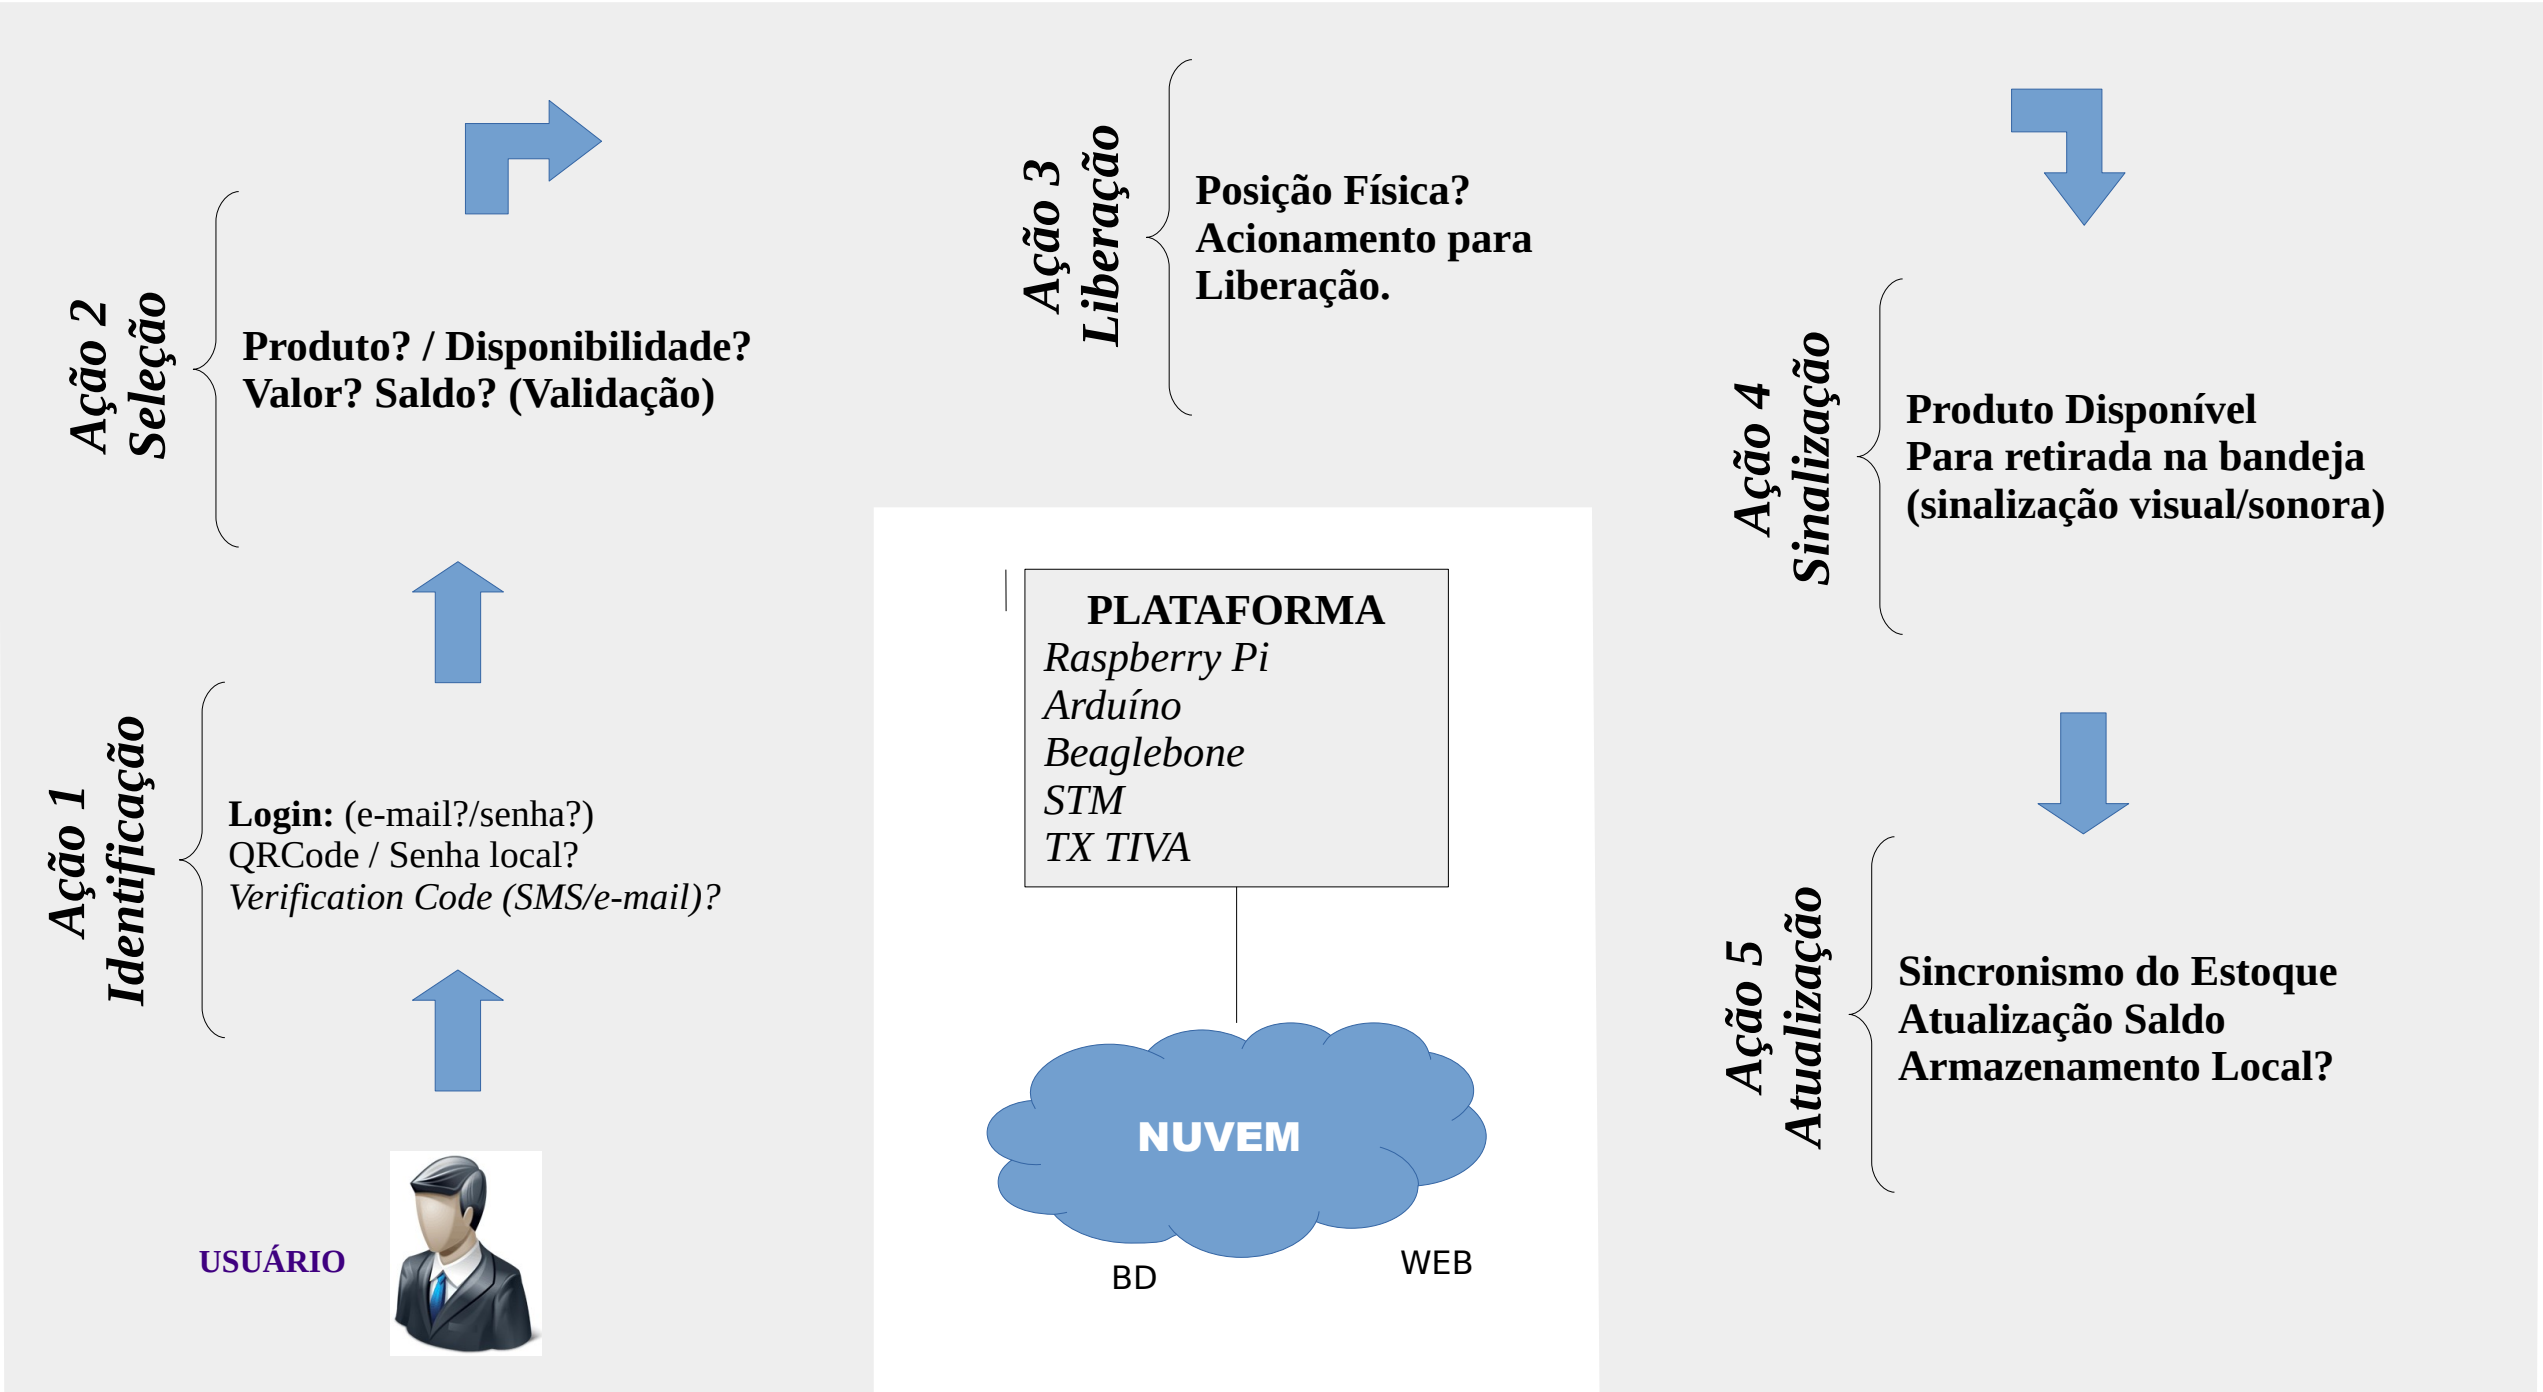 Ação 1
Identificação
Login: (e-mail?/senha?)
QRCode / Senha local?
Verification Code (SMS/e-mail)?
USUÁRIO
Ação 2
Seleção
Produto? / Disponibilidade?
Valor? Saldo? (Validação)
Ação 3
Liberação
Posição Física?
Acionamento para
Liberação.
Ação 4
Sinalização
Produto Disponível
Para retirada na bandeja
(sinalização visual/sonora)
Ação 5
Atualização
Sincronismo do Estoque
Atualização Saldo
Armazenamento Local?
PLATAFORMA
Raspberry Pi
Arduíno
Beaglebone
STM
TX TIVA
NUVEM
BD
WEB